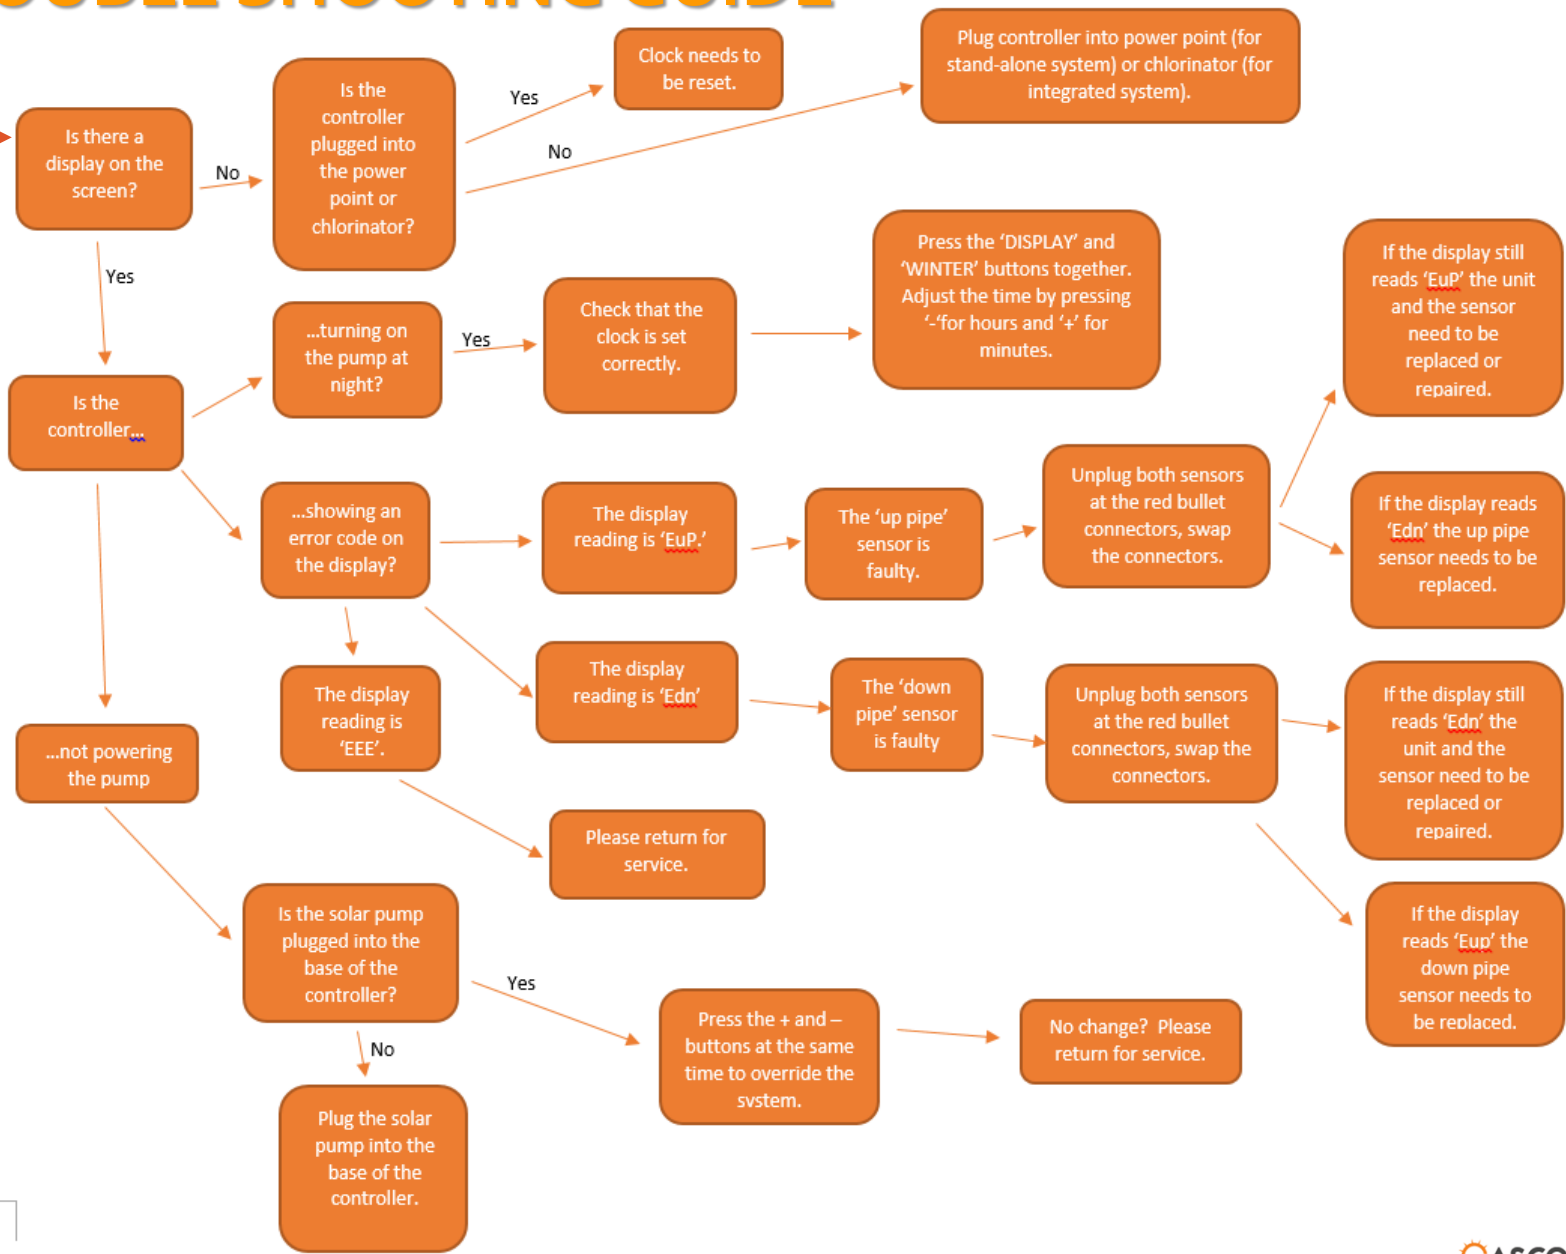 TROUBLE SHOOTING GUIDE
Is there a
display on the
screen?
No
Yes
Is the
controller
plugged into
the power
point or
chlorinator?
Yes
No
Clock needs to
be reset.
Plug controller into power point (for
stand-alone system) or chlorinator (for
integrated system).
Is the
controller...
...turning on
the pump at
night?
Yes
Check that the
clock is set
correctly.
Press the ‘DISPLAY’ and
‘WINTER’ buttons together.
Adjust the time by pressing
‘-‘for hours and ‘+’ for
minutes.
...showing an
error code on
the display?
The display
reading is ‘EuP.’
The ‘up pipe’
sensor is
faulty.
Unplug both sensors
at the red bullet
connectors, swap
the connectors.
If the display still
reads ‘EuP’ the unit
and the sensor
need to be
replaced or
repaired.
If the display reads
‘Edn’ the up pipe
sensor needs to be
replaced.
The display
reading is ‘Edn’
The ‘down
pipe’ sensor
is faulty
Unplug both sensors
at the red bullet
connectors, swap the
connectors.
If the display still
reads ‘Edn’ the
unit and the
sensor need to be
replaced or
repaired.
If the display
reads ‘Eup’ the
down pipe
sensor needs to
be replaced.
The display
reading is
‘EEE’.
Please return for
service.
...not powering
the pump
Is the solar pump
plugged into the
base of the
controller?
Yes
No
Press the + and –
buttons at the same
time to override the
system.
No change?  Please
return for service.
Plug the solar
pump into the
base of the
controller.